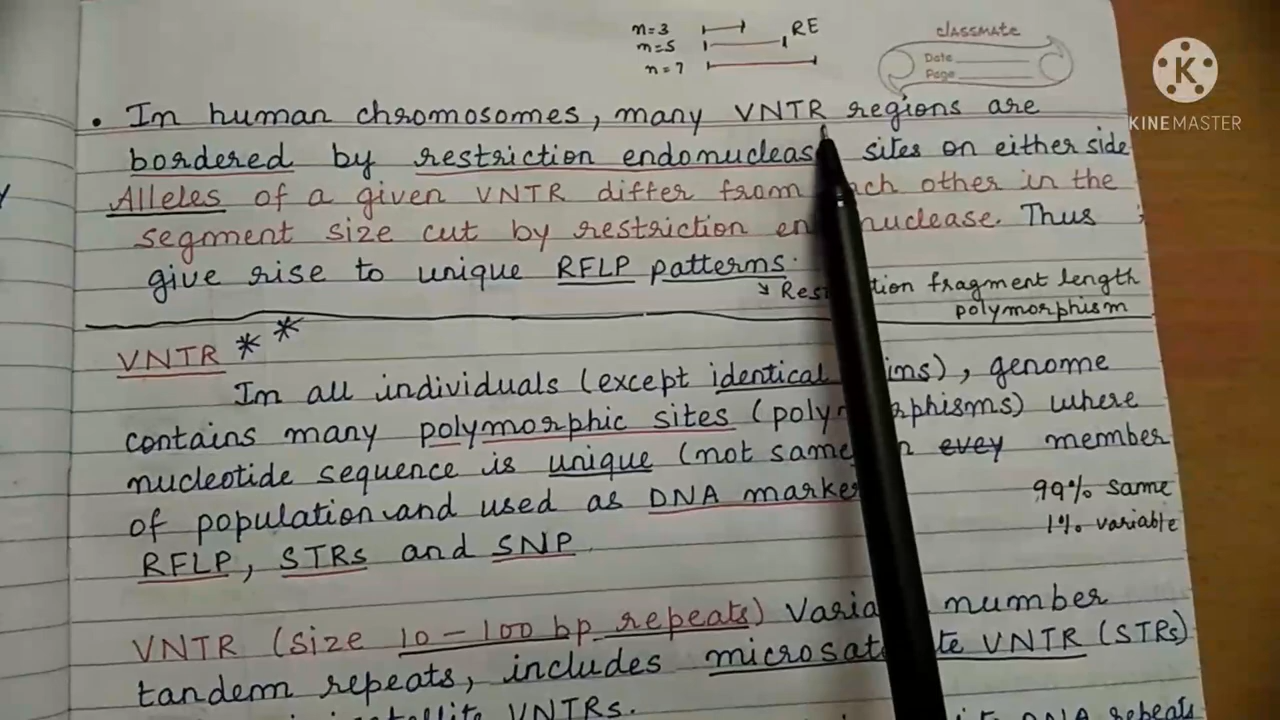 n=3 RE
n=5
n=7
classmate
Date
Page
K
KINEMASTER
• In human chromosomes, many VNTR regions are
bordered by restriction endonucleas sites on either side
Alleles of a given VNTR differ from ach other in the
segment size cut by restriction en nuclease. Thus
give rise to unique RFLP patterns.
Res tion fragment length
polymorphism
VNTR **
In all individuals (except identical ins), genome
contains many polymorphic sites (poly rphisms) where
nucleotide sequence is unique (not same n evey member
of population and used as DNA marke
99% same
1% variable
RFLP, STRs and SNP
VNTR (size 10-100 bp repeats) Varia number
tandem repeats, includes microsat te VNTR (STRs)
VNTRs.
DNA repeats